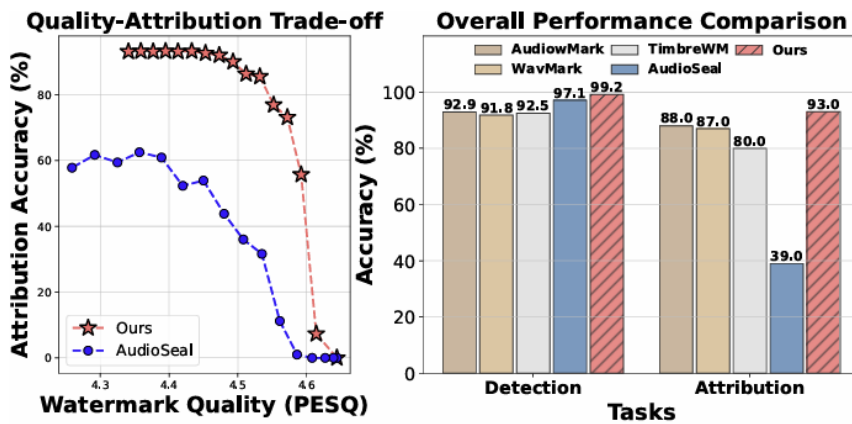 Quality-Attribution Trade-off
Attribution Accuracy (%)
80
60
40
20
0
Ours
AudioSeal
4.3
4.4
4.5
4.6
Watermark Quality (PESQ)
Overall Performance Comparison
AudiowMark
WavMark
TimbreWM
AudioSeal
Ours
Accuracy (%)
100
80
60
40
20
0
92.9
91.8
92.5
97.1
99.2
88.0
87.0
80.0
39.0
93.0
Detection
Attribution
Tasks